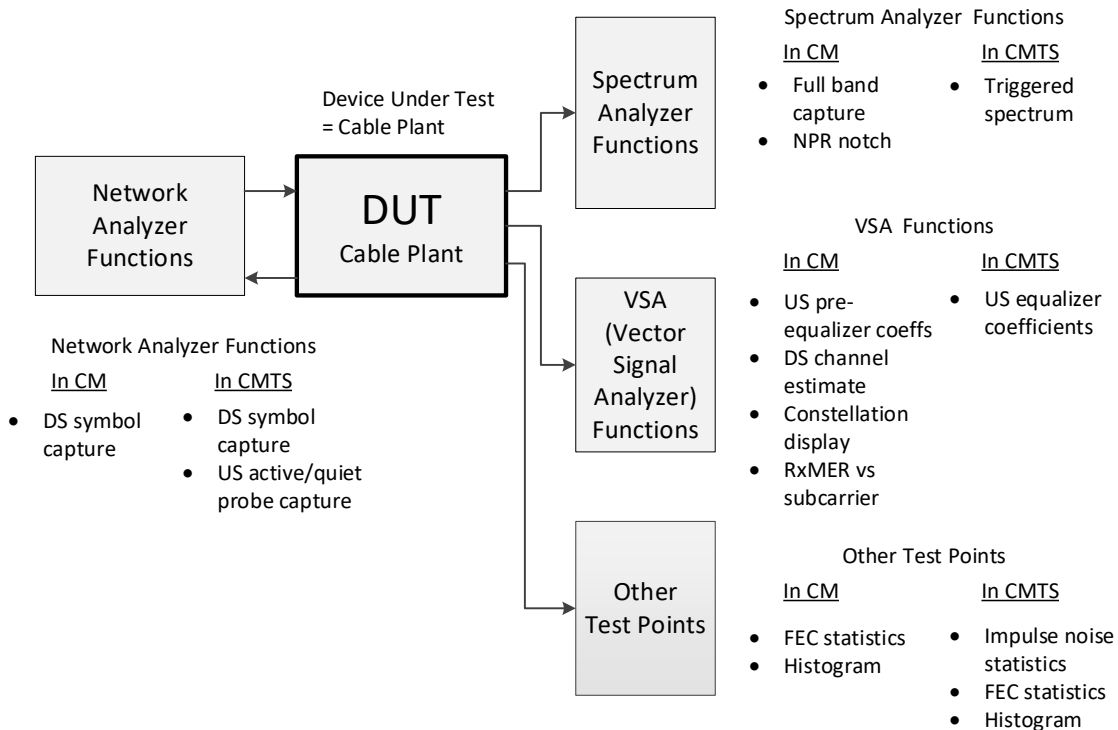 Spectrum Analyzer Functions
In CM
• Full band
capture
• NPR notch
In CMTS
• Triggered
spectrum
Spectrum
Analyzer
Functions
Device Under Test
= Cable Plant
Network
Analyzer
Functions
DUT
Cable Plant
VSA Functions
In CM
• US pre-
equalizer coeffs
• DS channel
estimate
• Constellation
display
• RxMER vs
subcarrier
In CMTS
• US equalizer
coefficients
VSA
(Vector
Signal
Analyzer)
Functions
Network Analyzer Functions
In CM
• DS symbol
capture
In CMTS
• DS symbol
capture
• US active/quiet
probe capture
Other
Test Points
Other Test Points
In CM
• FEC statistics
• Histogram
In CMTS
• Impulse noise
statistics
• FEC statistics
• Histogram